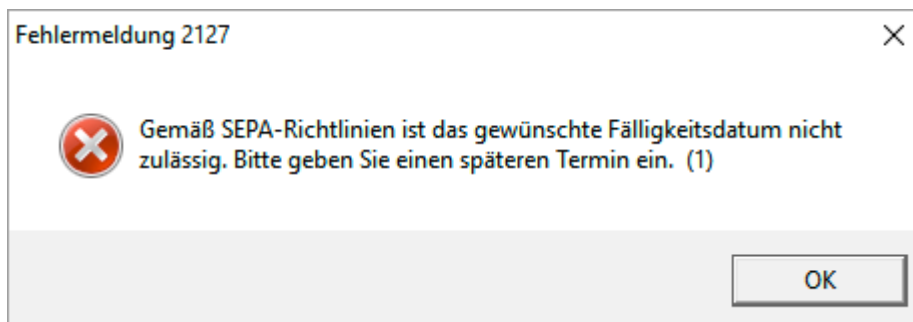 Fehlermeldung 2127
Gemäß SEPA-Richtlinien ist das gewünschte Fälligkeitsdatum nicht
zulässig. Bitte geben Sie einen späteren Termin ein.  (1)
OK